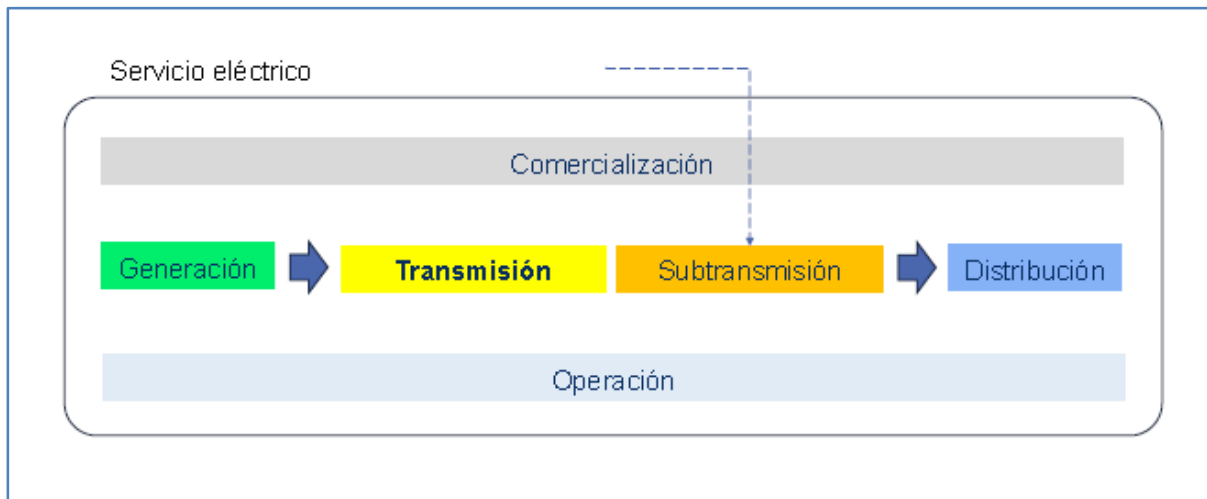 Servicio eléctrico
Comercialización
Generación
Transmisión
Subtransmisión
Distribución
Operación